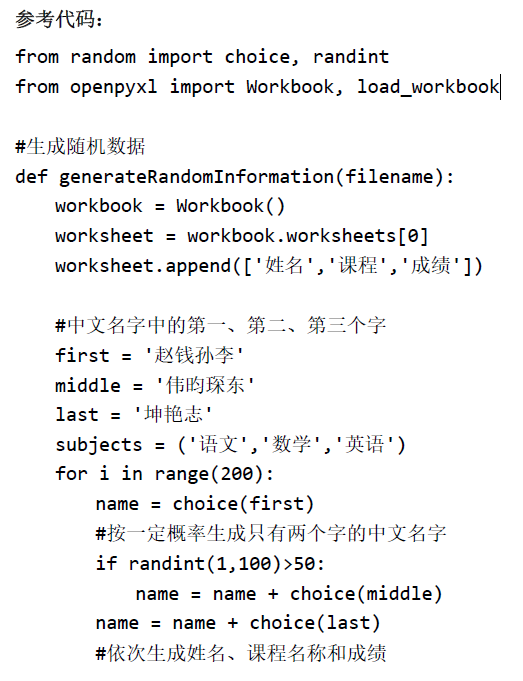 参考代码：
from random import choice, randint
from openpyxl import Workbook, load_workbook
#生成随机数据
def generateRandomInformation(filename):
    workbook = Workbook()
    worksheet = workbook.worksheets[0]
    worksheet.append(['姓名','课程','成绩'])
    #中文名字中的第一、第二、第三个字
    first = '赵钱孙李'
    middle = '伟昀琛东'
    last = '坤艳志'
    subjects = ('语文','数学','英语')
    for i in range(200):
        name = choice(first)
        #按一定概率生成只有两个字的中文名字
        if randint(1,100)>50:
            name = name + choice(middle)
        name = name + choice(last)
        #依次生成姓名、课程名称和成绩